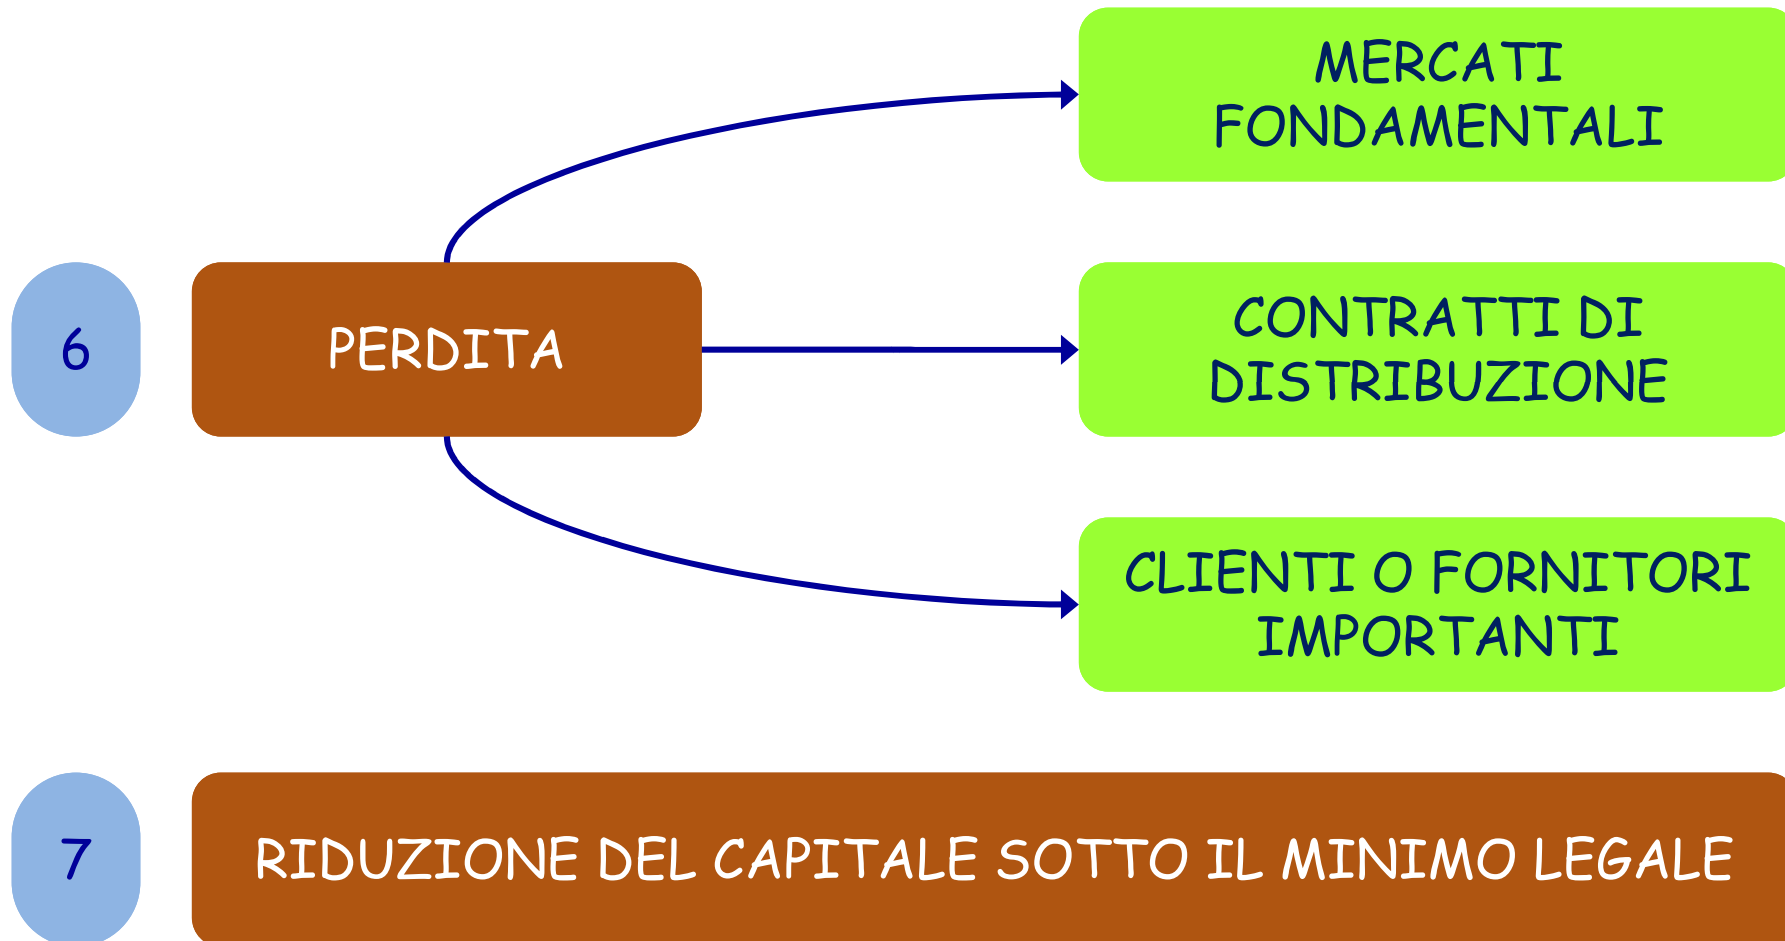 MERCATI
FONDAMENTALI
6
PERDITA
CONTRATTI DI
DISTRIBUZIONE
CLIENTI O FORNITORI
IMPORTANTI
7
RIDUZIONE DEL CAPITALE SOTTO IL MINIMO LEGALE